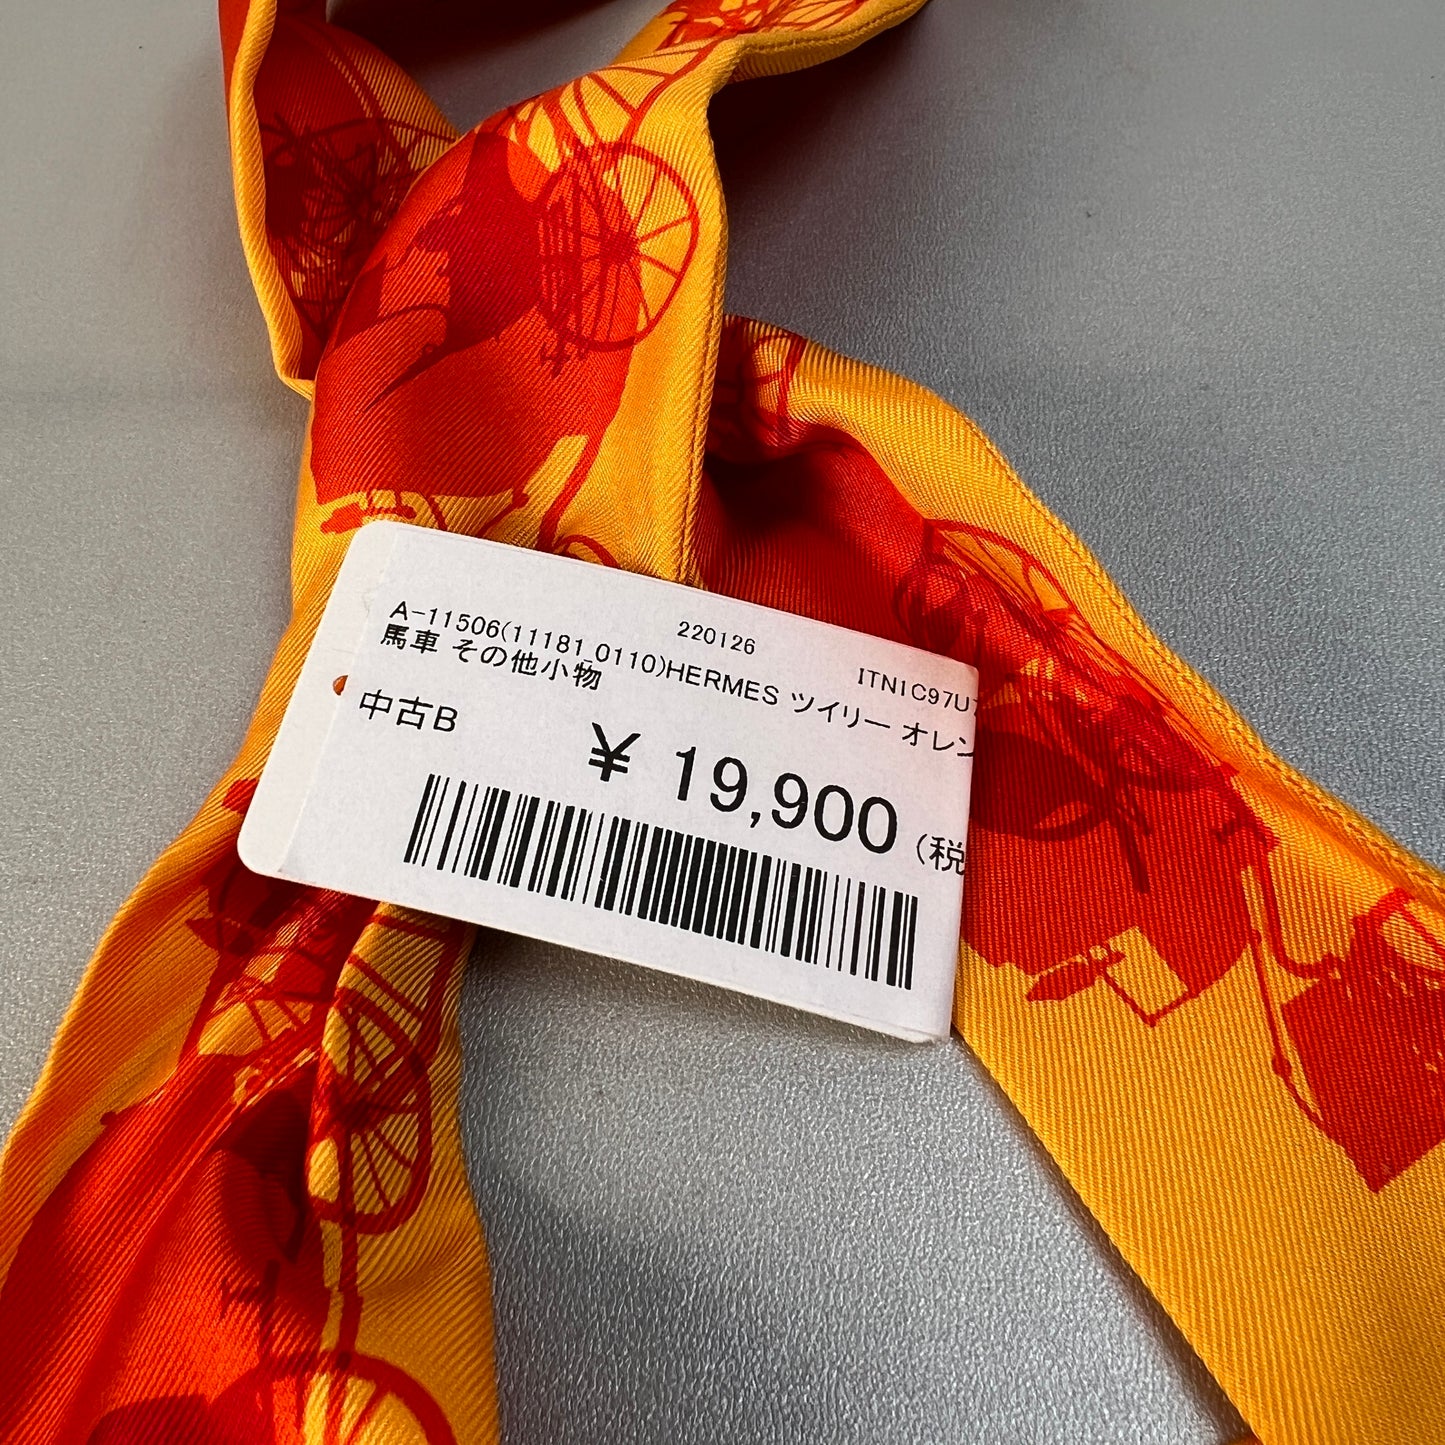 220126 ITN1C97U
A-11506(11181_0110)HERMES ツイリー オレン
馬車 その他小物
中古B
¥ 19,900 (税